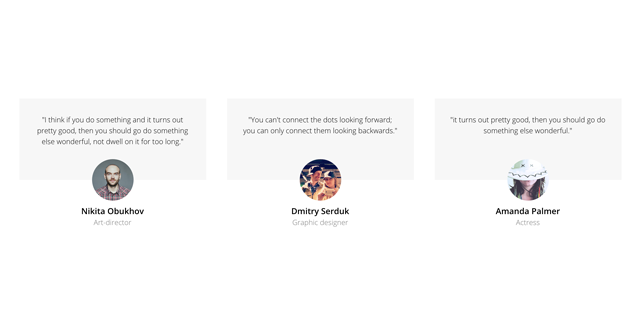 "I think if you do something and it turns out
pretty good, then you should go do something
else wonderful, not dwell on it for too long."
Nikita Obukhov
Art-director
"You can't connect the dots looking forward;
you can only connect them looking backwards."
Dmitry Serduk
Graphic designer
"it turns out pretty good, then you should go do
something else wonderful."
Amanda Palmer
Actress